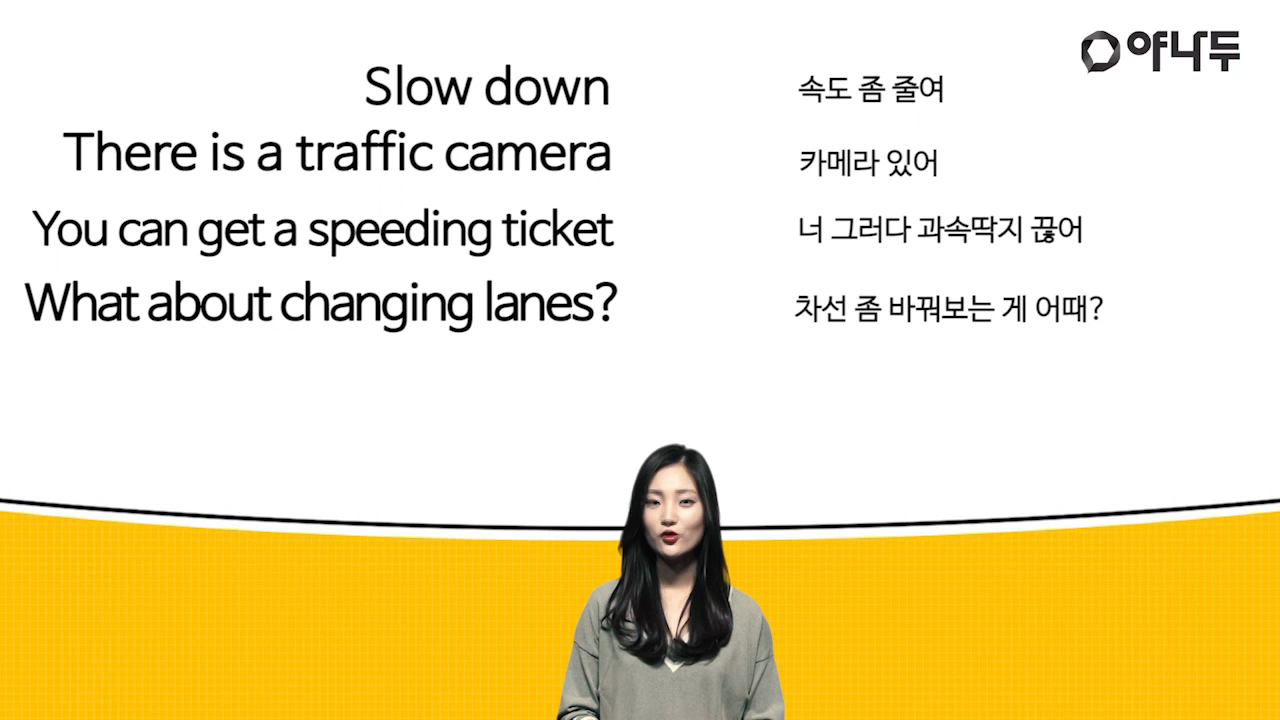 야나두
Slow down 속도 좀 줄여
There is a traffic camera 카메라 있어
You can get a speeding ticket 너 그러다 과속딱지 끊어
What about changing lanes? 차선 좀 바꿔보는 게 어때?